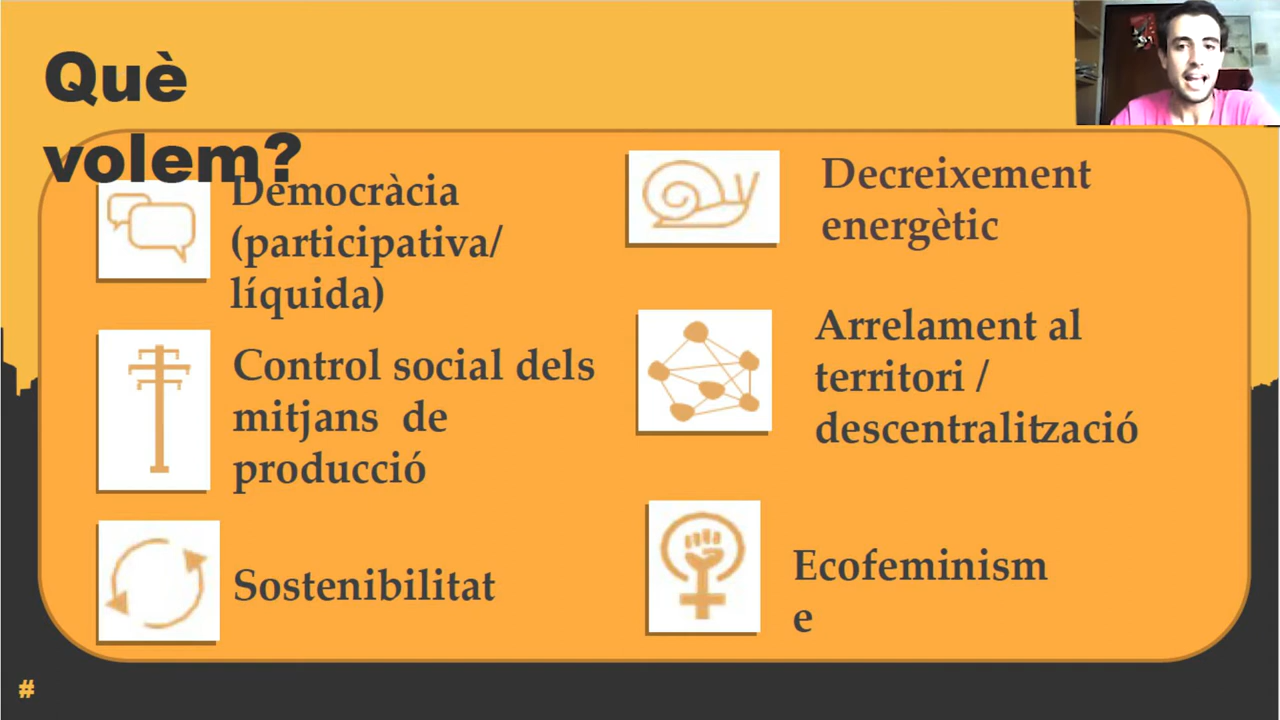 Què
volem?
Democràcia
(participativa/
líquida)
Control social dels
mitjans de
producció
Sostenibilitat
Decreixement
energètic
Arrelament al
territori /
descentralització
Ecofeminism
e
#